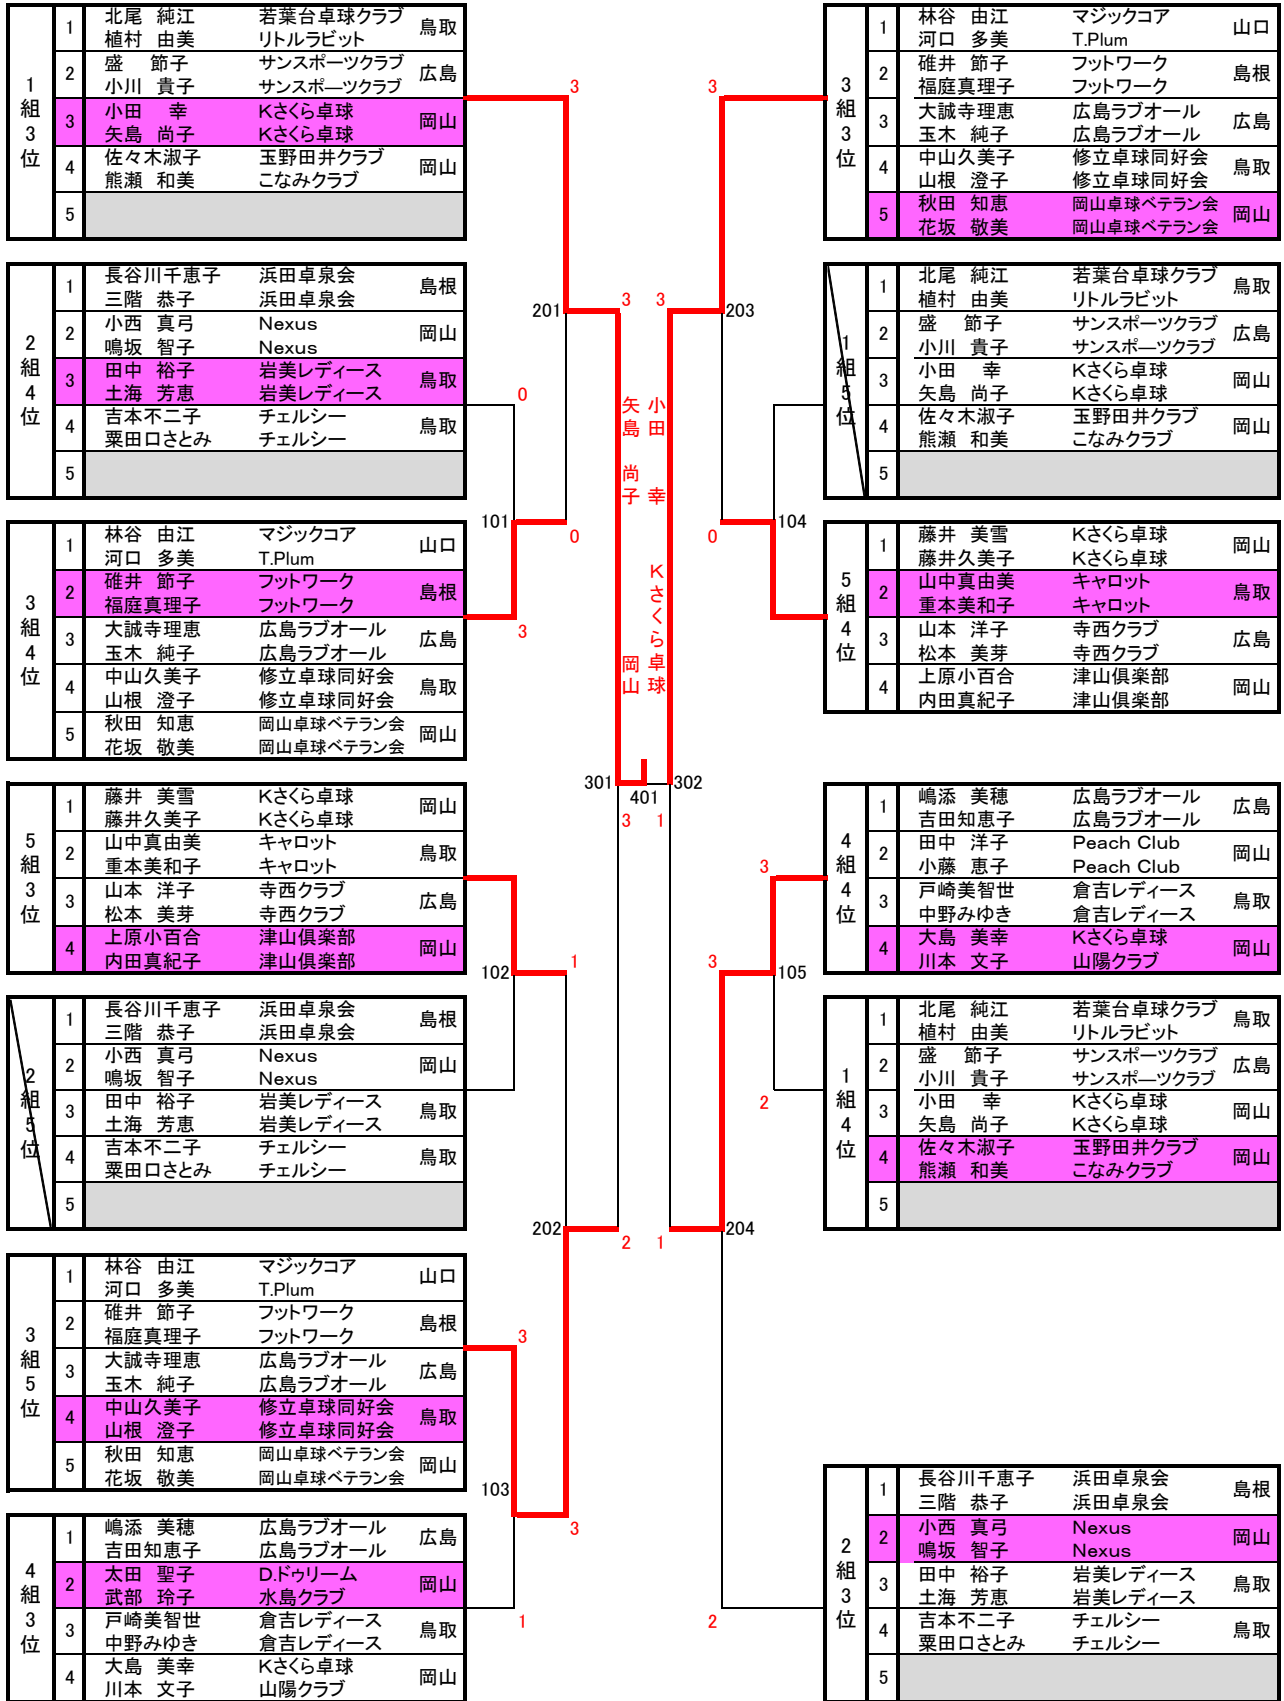 1組3位
1 北尾 純江 若葉台卓球クラブ 鳥取
植村 由美 リトルラビット
2 盛 節子 サンスポーツクラブ 広島
小川 貴子 サンスポーツクラブ
3 小田 幸 Kさくら卓球 岡山
矢島 尚子 Kさくら卓球
4 佐々木淑子 玉野田井クラブ 岡山
熊瀬 和美 こなみクラブ
5
2組4位
1 長谷川千恵子 浜田卓泉会 島根
三階 恭子 浜田卓泉会
2 小西 真弓 Nexus 岡山
鳴坂 智子 Nexus
3 田中 裕子 岩美レディース 鳥取
土海 芳恵 岩美レディース
4 吉本不二子 チェルシー 鳥取
粟田口さとみ チェルシー
5
3組4位
1 林谷 由江 マジックコア 山口
河口 多美 T.Plum
2 碓井 節子 フットワーク 島根
福庭真理子 フットワーク
3 大誠寺理恵 広島ラブオール 広島
玉木 純子 広島ラブオール
4 中山久美子 修立卓球同好会 鳥取
山根 澄子 修立卓球同好会
5 秋田 知恵 岡山卓球ベテラン会 岡山
花坂 敬美 岡山卓球ベテラン会
5組3位
1 藤井 美雪 Kさくら卓球 岡山
藤井久美子 Kさくら卓球
2 山中真由美 キャロット 鳥取
重本美和子 キャロット
3 山本 洋子 寺西クラブ 広島
松本 美芽 寺西クラブ
4 上原小百合 津山倶楽部 岡山
内田真紀子 津山倶楽部
2組5位
1 長谷川千恵子 浜田卓泉会 島根
三階 恭子 浜田卓泉会
2 小西 真弓 Nexus 岡山
鳴坂 智子 Nexus
3 田中 裕子 岩美レディース 鳥取
土海 芳恵 岩美レディース
4 吉本不二子 チェルシー 鳥取
粟田口さとみ チェルシー
5
3組5位
1 林谷 由江 マジックコア 山口
河口 多美 T.Plum
2 碓井 節子 フットワーク 島根
福庭真理子 フットワーク
3 大誠寺理恵 広島ラブオール 広島
玉木 純子 広島ラブオール
4 中山久美子 修立卓球同好会 鳥取
山根 澄子 修立卓球同好会
5 秋田 知恵 岡山卓球ベテラン会 岡山
花坂 敬美 岡山卓球ベテラン会
4組3位
1 嶋添 美穂 広島ラブオール 広島
吉田知恵子 広島ラブオール
2 太田 聖子 D.ドゥリーム 岡山
武部 玲子 水島クラブ
3 戸崎美智世 倉吉レディース 鳥取
中野みゆき 倉吉レディース
4 大島 美幸 Kさくら卓球 岡山
川本 文子 山陽クラブ
3 3
201 3 3 203
0
101 0 0 104
3
小田 幸 Kさくら卓球
矢島 尚子 岡山
301 401 302
3 1
3
102 1 3 105
2
202 2 1 204
3
103 3
1 2
3組3位
1 林谷 由江 マジックコア 山口
河口 多美 T.Plum
2 碓井 節子 フットワーク 島根
福庭真理子 フットワーク
3 大誠寺理恵 広島ラブオール 広島
玉木 純子 広島ラブオール
4 中山久美子 修立卓球同好会 鳥取
山根 澄子 修立卓球同好会
5 秋田 知恵 岡山卓球ベテラン会 岡山
花坂 敬美 岡山卓球ベテラン会
1組5位
1 北尾 純江 若葉台卓球クラブ 鳥取
植村 由美 リトルラビット
2 盛 節子 サンスポーツクラブ 広島
小川 貴子 サンスポーツクラブ
3 小田 幸 Kさくら卓球 岡山
矢島 尚子 Kさくら卓球
4 佐々木淑子 玉野田井クラブ 岡山
熊瀬 和美 こなみクラブ
5
5組4位
1 藤井 美雪 Kさくら卓球 岡山
藤井久美子 Kさくら卓球
2 山中真由美 キャロット 鳥取
重本美和子 キャロット
3 山本 洋子 寺西クラブ 広島
松本 美芽 寺西クラブ
4 上原小百合 津山倶楽部 岡山
内田真紀子 津山倶楽部
4組4位
1 嶋添 美穂 広島ラブオール 広島
吉田知恵子 広島ラブオール
2 田中 洋子 Peach Club 岡山
小藤 恵子 Peach Club
3 戸崎美智世 倉吉レディース 鳥取
中野みゆき 倉吉レディース
4 大島 美幸 Kさくら卓球 岡山
川本 文子 山陽クラブ
1組4位
1 北尾 純江 若葉台卓球クラブ 鳥取
植村 由美 リトルラビット
2 盛 節子 サンスポーツクラブ 広島
小川 貴子 サンスポーツクラブ
3 小田 幸 Kさくら卓球 岡山
矢島 尚子 Kさくら卓球
4 佐々木淑子 玉野田井クラブ 岡山
熊瀬 和美 こなみクラブ
5
2組3位
1 長谷川千恵子 浜田卓泉会 島根
三階 恭子 浜田卓泉会
2 小西 真弓 Nexus 岡山
鳴坂 智子 Nexus
3 田中 裕子 岩美レディース 鳥取
土海 芳恵 岩美レディース
4 吉本不二子 チェルシー 鳥取
粟田口さとみ チェルシー
5